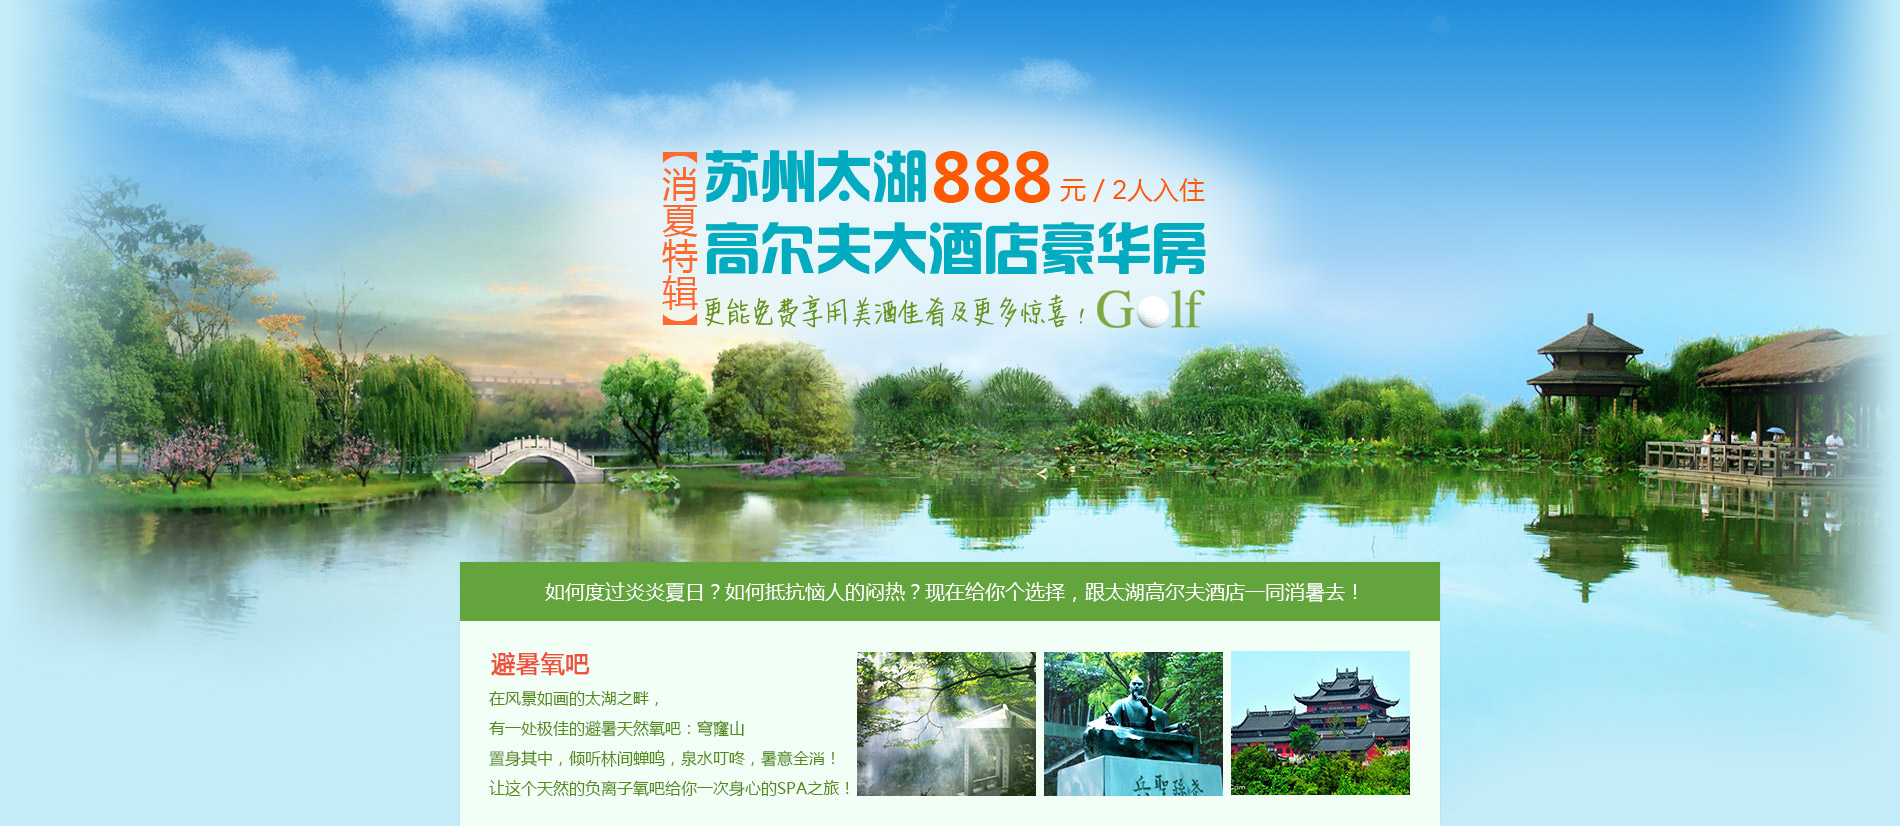 【消夏特辑】
苏州太湖888元 / 2人入住
高尔夫大酒店豪华房
更能免费享用美酒佳肴及更多惊喜！Golf
如何度过炎炎夏日？如何抵抗恼人的闷热？现在给你个选择，跟太湖高尔夫酒店一同消暑去！
避暑氧吧
在风景如画的太湖之畔，
有一处极佳的避暑天然氧吧：穹窿山
置身其中，倾听林间蝉鸣，泉水叮咚，暑意全消！
让这个天然的负离子氧吧给你一次身心的SPA之旅！
兵聖孫武